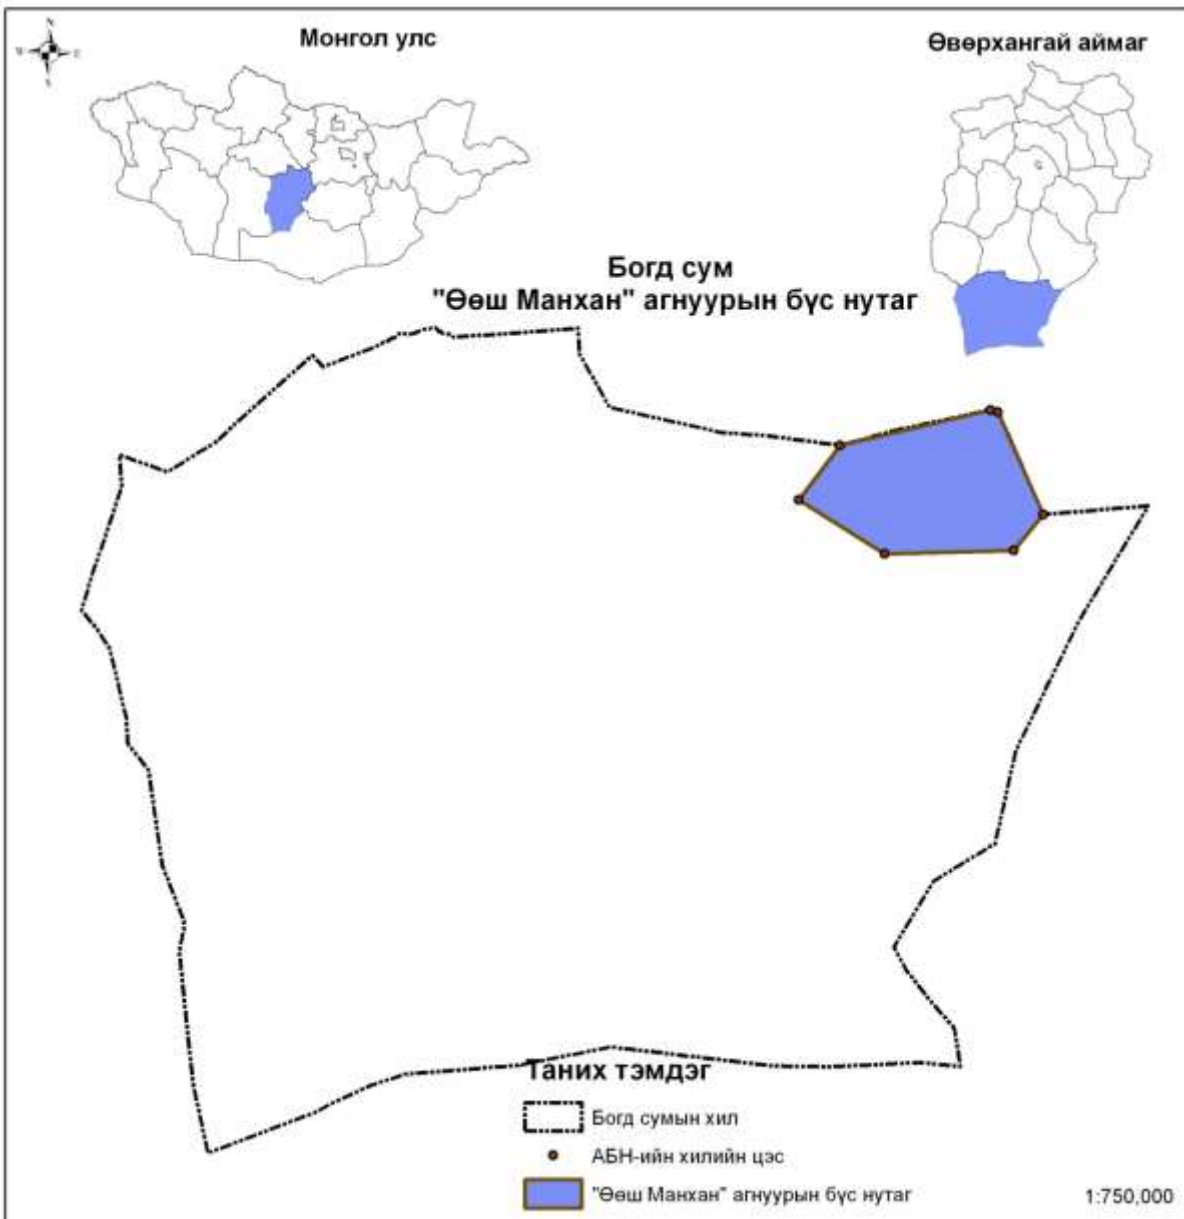 N
W E
S
Монгол улс
Өвөрхангай аймаг
Богд сум
"Өөш Манхан" агнуурын бүс нутаг
Таних тэмдэг
Богд сумын хил
АБН-ийн хилийн цэс
"Өөш Манхан" агнуурын бүс нутаг
1:750,000